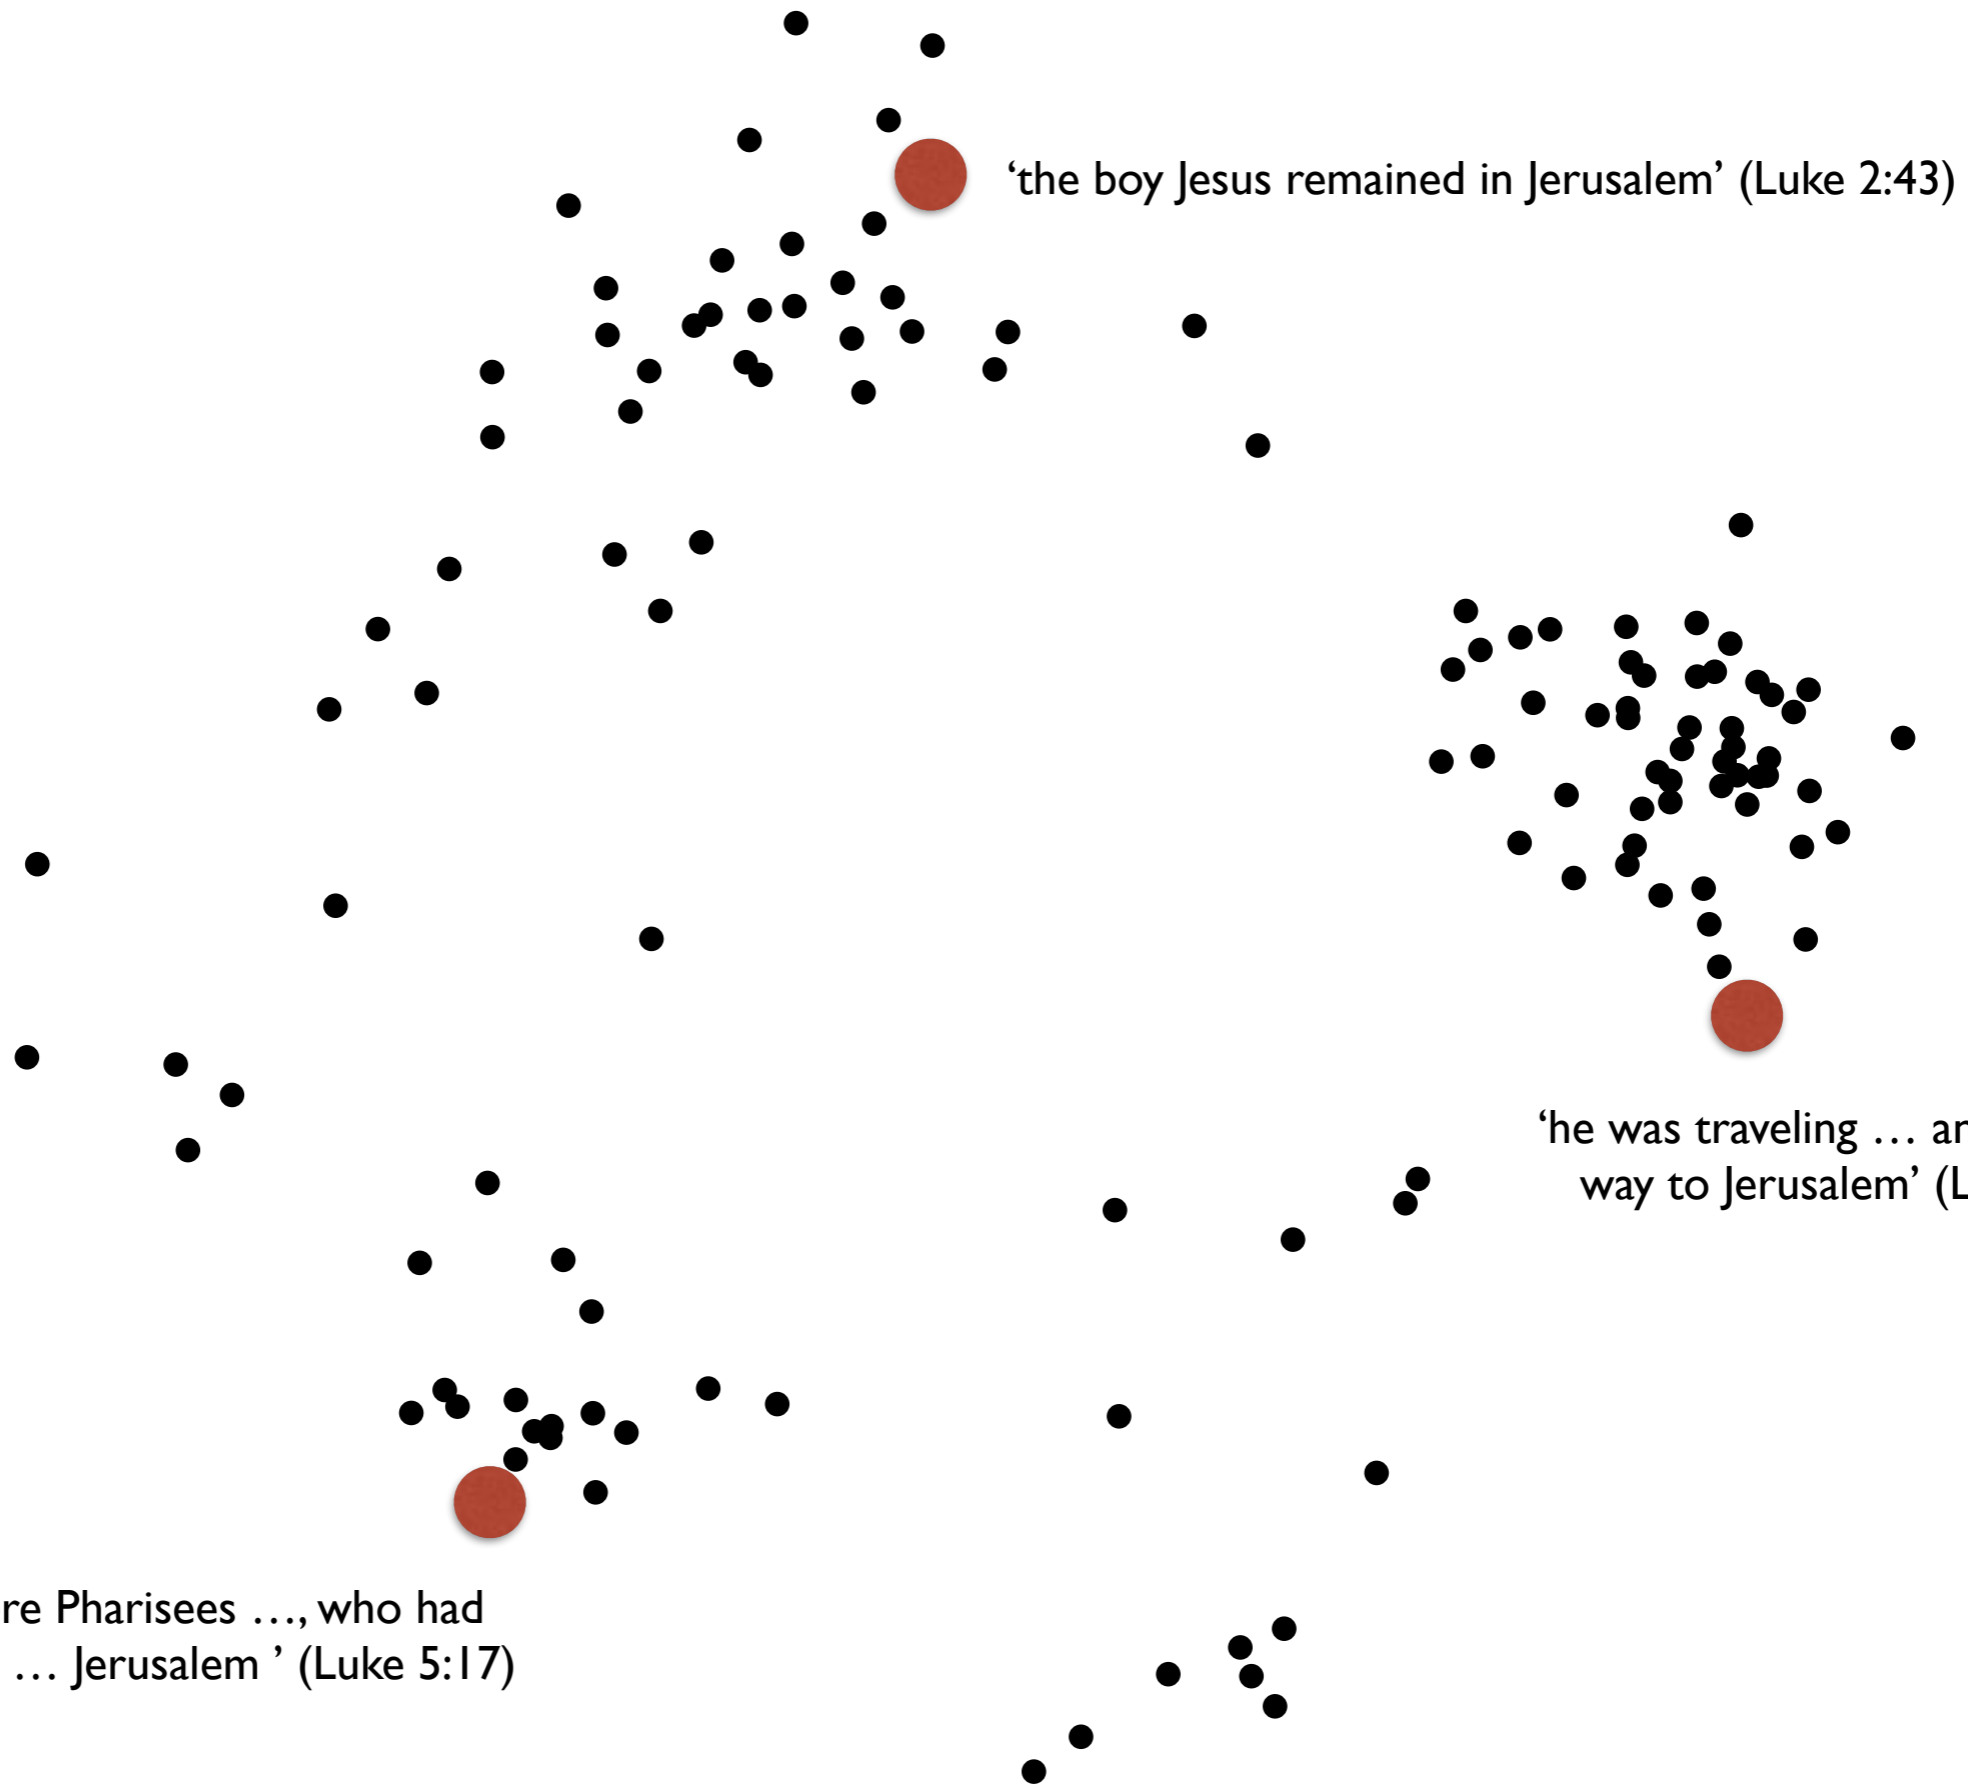 ‘the boy Jesus remained in Jerusalem’ (Luke 2:43)
‘he was traveling … an
way to Jerusalem’ (L
re Pharisees …, who had
… Jerusalem ’ (Luke 5:17)